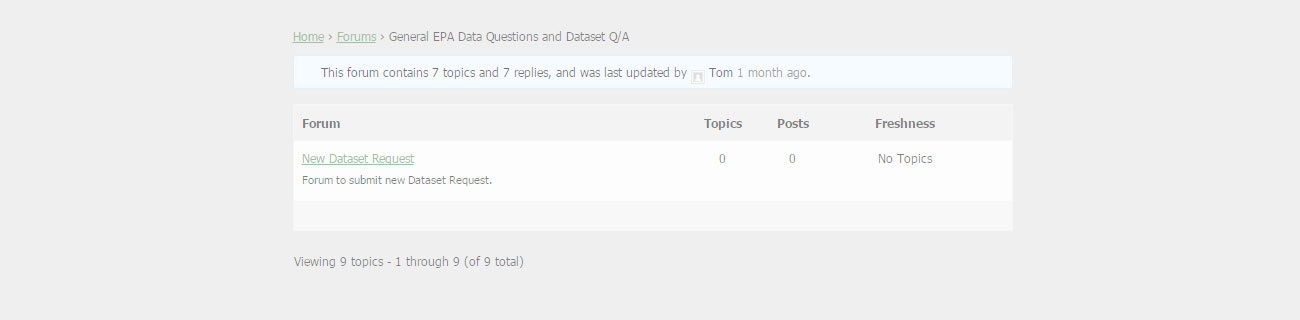 Home › Forums › General EPA Data Questions and Dataset Q/A
This forum contains 7 topics and 7 replies, and was last updated by Tom 1 month ago.
Forum Topics Posts Freshness
New Dataset Request 0 0 No Topics
Forum to submit new Dataset Request.
Viewing 9 topics - 1 through 9 (of 9 total)